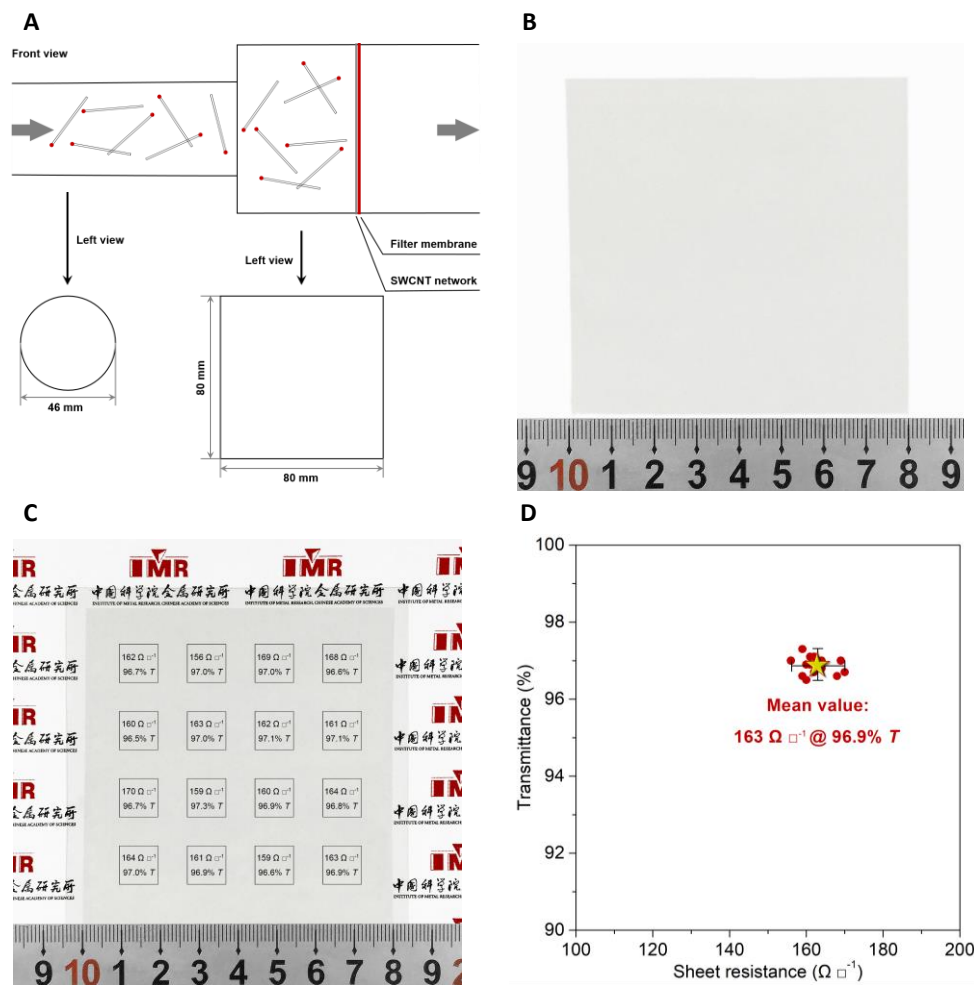 A
Front view
Left view
Left view
Filter membrane
SWCNT network
46 mm
80 mm
80 mm
B
9 10 1 2 3 4 5 6 7 8 9
C
IMR IMR
中国科学院金属研究所 中国科学院金属研究所
INSTITUTE OF METAL RESEARCH, CHINESE ACADEMY OF SCIENCES INSTITUTE OF METAL RESEARCH, CHINESE ACADEMY OF SCIENCES
162 Ω □⁻¹ 156 Ω □⁻¹ 169 Ω □⁻¹ 168 Ω □⁻¹
96.7% T 97.0% T 97.0% T 96.6% T
160 Ω □⁻¹ 163 Ω □⁻¹ 162 Ω □⁻¹ 161 Ω □⁻¹
96.5% T 97.0% T 97.1% T 97.1% T
170 Ω □⁻¹ 159 Ω □⁻¹ 160 Ω □⁻¹ 164 Ω □⁻¹
96.7% T 97.3% T 96.9% T 96.8% T
164 Ω □⁻¹ 161 Ω □⁻¹ 159 Ω □⁻¹ 163 Ω □⁻¹
97.0% T 96.9% T 96.6% T 96.9% T
9 10 1 2 3 4 5 6 7 8 9
D
Transmittance (%)
100
98
96
94
92
90
Mean value:
163 Ω □⁻¹ @ 96.9% T
100 120 140 160 180 200
Sheet resistance (Ω □⁻¹)